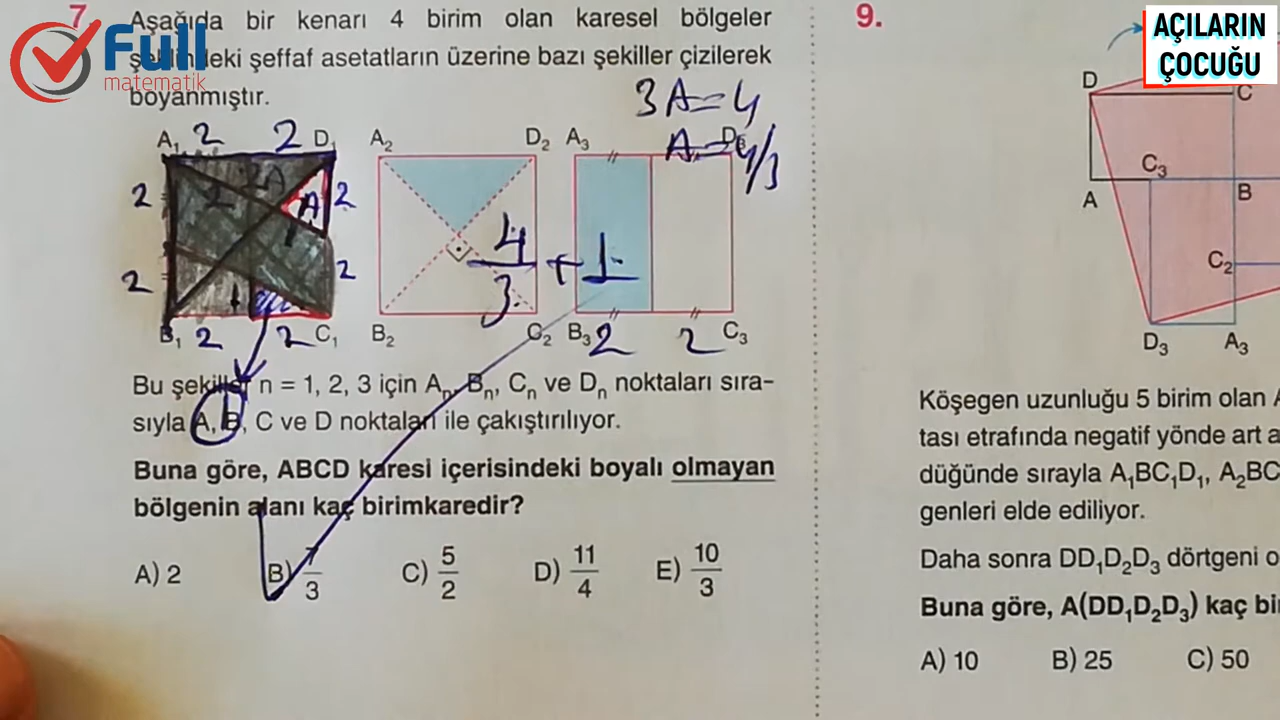 7.
Aşağıda bir kenarı 4 birim olan karesel bölgeler
şeklindeki şeffaf asetatların üzerine bazı şekiller çizilerek
boyanmıştır.
Full
matematik
3A=4
A=4/3
A₁ 2 2 D₁ A₂ D₂ A₃ D₃
2 2 2A A 2
2 2
4/3 + 1
B₁ 2 2 C₁ B₂ C₂ B₃ 2 2 C₃
Bu şekiller n = 1, 2, 3 için Aₙ, Bₙ, Cₙ ve Dₙ noktaları sıra-
sıyla A, B, C ve D noktaları ile çakıştırılıyor.
Buna göre, ABCD karesi içerisindeki boyalı olmayan
bölgenin alanı kaç birimkaredir?
A) 2 B) 7/3 C) 5/2 D) 11/4 E) 10/3
9.
AÇILARIN
ÇOCUĞU
D C
C₃
A B
C₂
D₃ A₃
Köşegen uzunluğu 5 birim olan A
tası etrafında negatif yönde art a
düğünde sırayla A₁BC₁D₁, A₂BC
genleri elde ediliyor.
Daha sonra DD₁D₂D₃ dörtgeni o
Buna göre, A(DD₁D₂D₃) kaç bi
A) 10 B) 25 C) 50